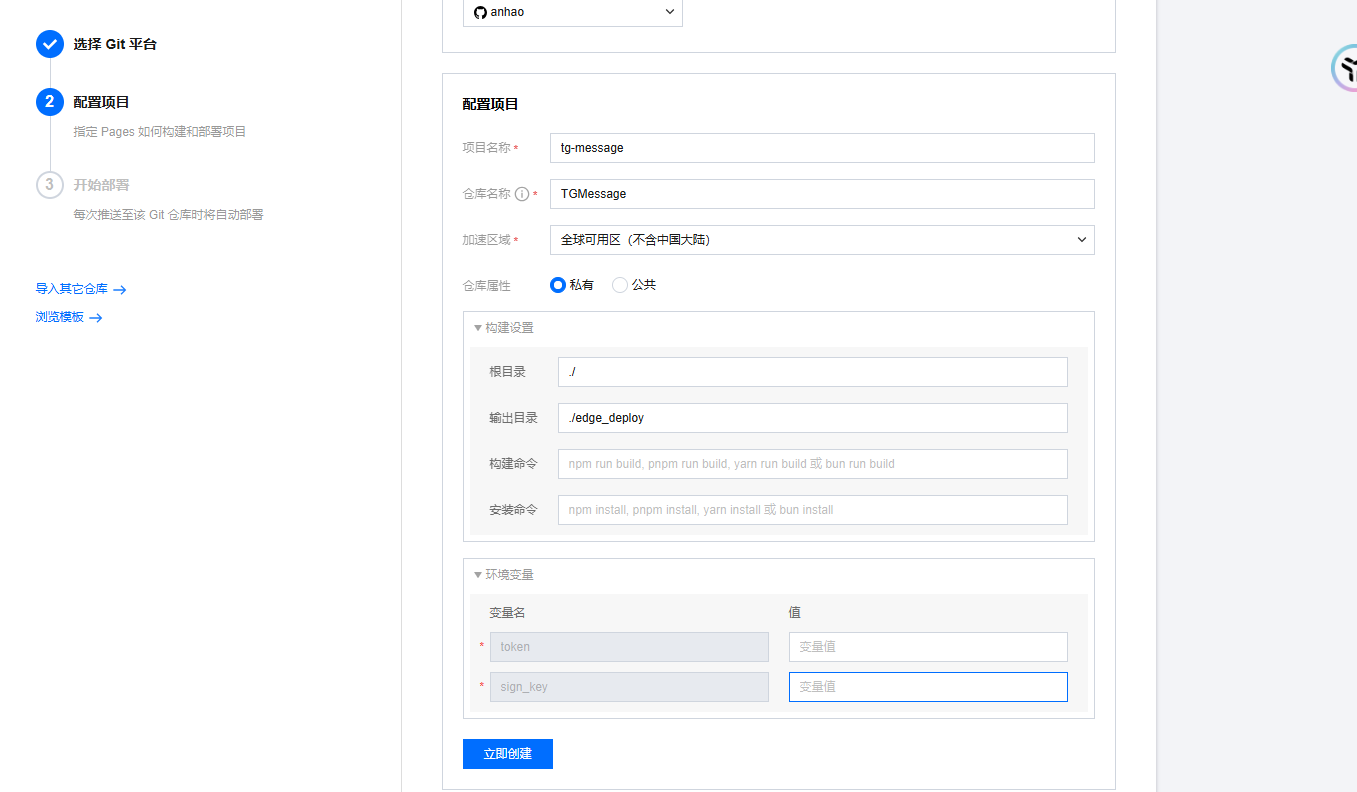 选择 Git 平台
2
配置项目
指定 Pages 如何构建和部署项目
3
开始部署
每次推送至该 Git 仓库时将自动部署
导入其它仓库 →
浏览模板 →
anhao
配置项目
项目名称 * tg-message
仓库名称 * TGMessage
加速区域 * 全球可用区（不含中国大陆）
仓库属性 私有 公共
构建设置
根目录 ./
输出目录 ./edge_deploy
构建命令 npm run build, pnpm run build, yarn run build 或 bun run build
安装命令 npm install, pnpm install, yarn install 或 bun install
环境变量
变量名 值
* token 变量值
* sign_key 变量值
立即创建